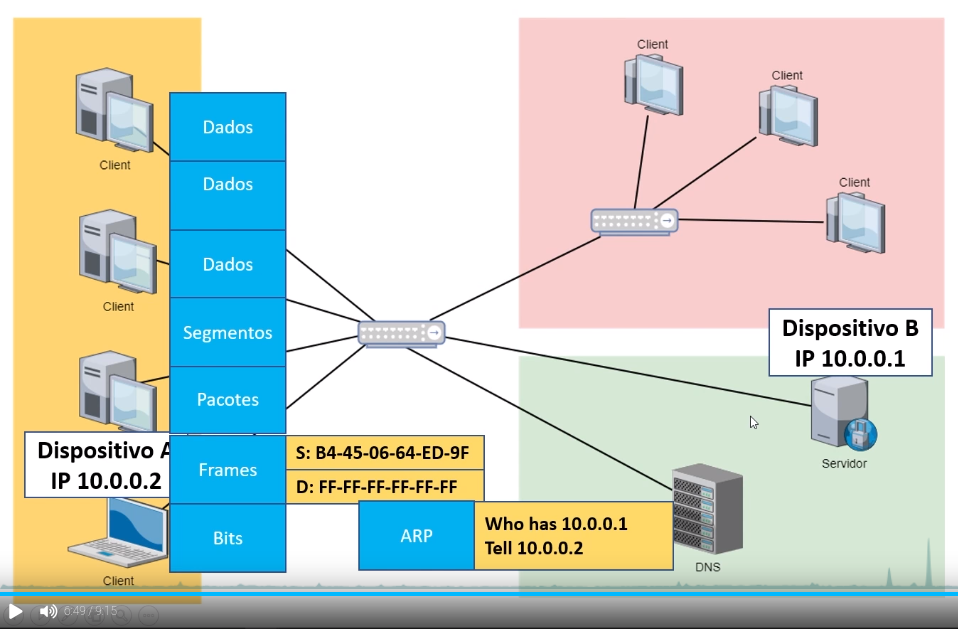 Client
Client
Client
Client
Client
Client
Client
Dados
Dados
Dados
Segmentos
Pacotes
Frames
Bits
Dispositivo A
IP 10.0.0.2
S: B4-45-06-64-ED-9F
D: FF-FF-FF-FF-FF-FF
ARP
Who has 10.0.0.1
Tell 10.0.0.2
Dispositivo B
IP 10.0.0.1
Servidor
DNS
6:49 / 9:15